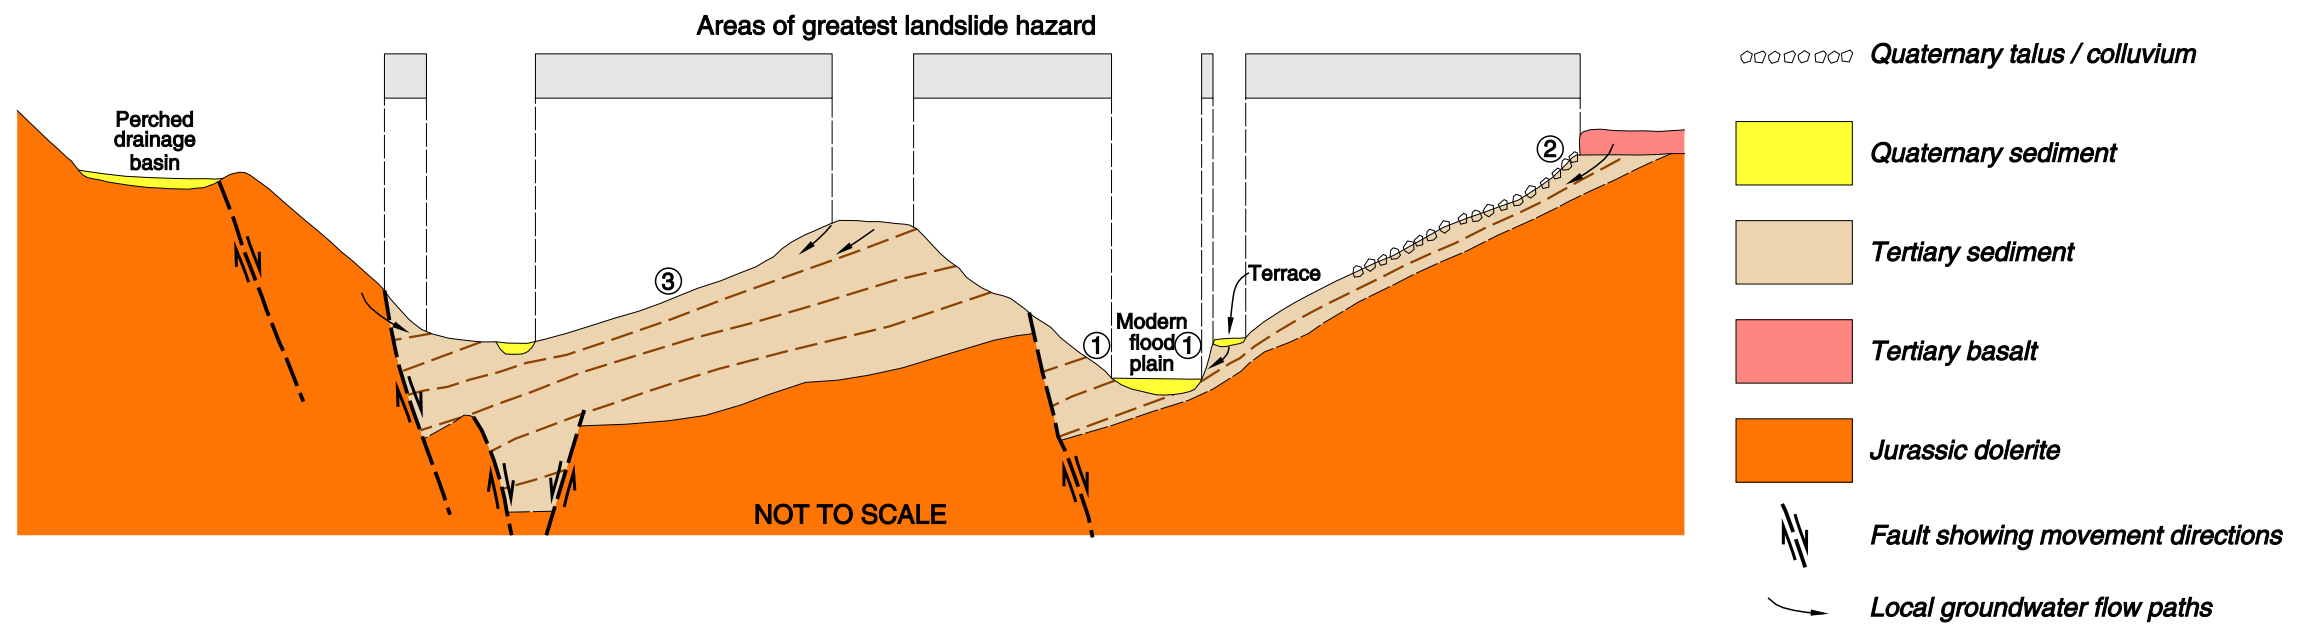 Areas of greatest landslide hazard
Perched
drainage
basin
②
③
Terrace
①
Modern
flood
plain
①
NOT TO SCALE
Quaternary talus / colluvium
Quaternary sediment
Tertiary sediment
Tertiary basalt
Jurassic dolerite
Fault showing movement directions
Local groundwater flow paths